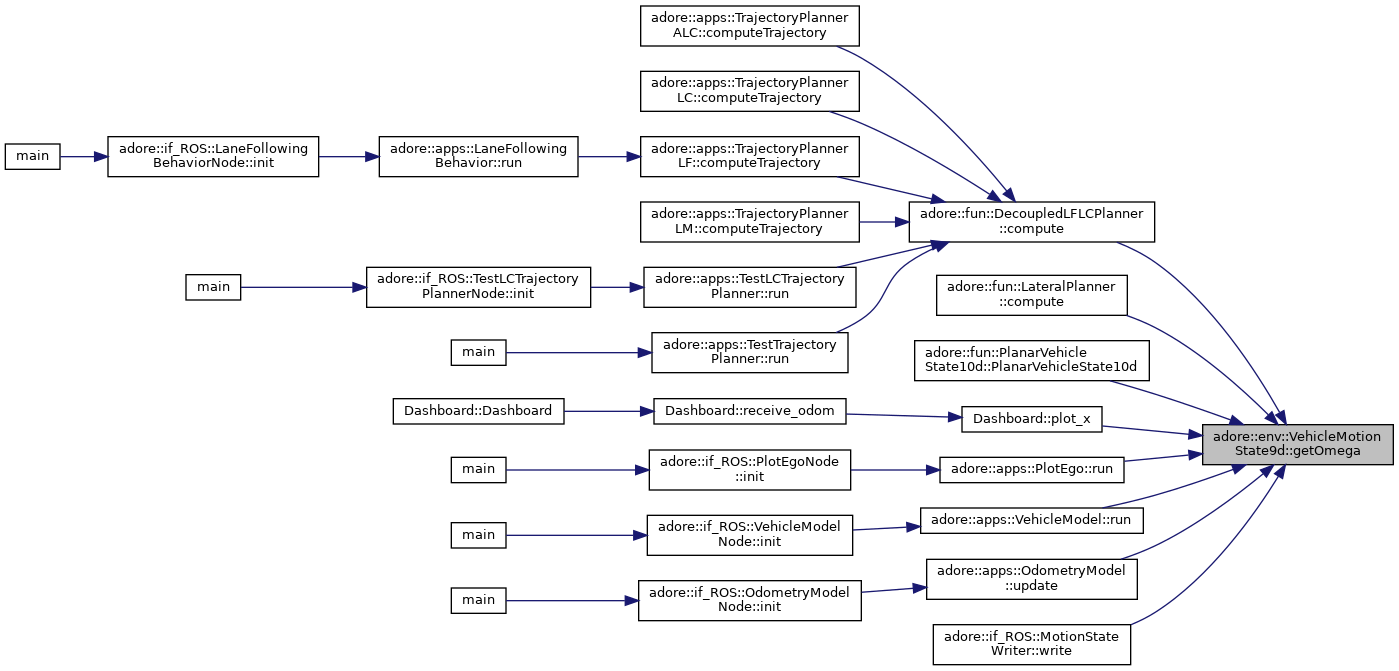 adore::apps::TrajectoryPlanner
ALC::computeTrajectory
adore::apps::TrajectoryPlanner
LC::computeTrajectory
main
adore::if_ROS::LaneFollowing
BehaviorNode::init
adore::apps::LaneFollowing
Behavior::run
adore::apps::TrajectoryPlanner
LF::computeTrajectory
adore::apps::TrajectoryPlanner
LM::computeTrajectory
adore::fun::DecoupledLFLCPlanner
::compute
main
adore::if_ROS::TestLCTrajectory
PlannerNode::init
adore::apps::TestLCTrajectory
Planner::run
adore::fun::LateralPlanner
::compute
main
adore::apps::TestTrajectory
Planner::run
adore::fun::PlanarVehicle
State10d::PlanarVehicleState10d
Dashboard::Dashboard
Dashboard::receive_odom
Dashboard::plot_x
adore::env::VehicleMotion
State9d::getOmega
main
adore::if_ROS::PlotEgoNode
::init
adore::apps::PlotEgo::run
main
adore::if_ROS::VehicleModel
Node::init
adore::apps::VehicleModel::run
main
adore::if_ROS::OdometryModel
Node::init
adore::apps::OdometryModel
::update
adore::if_ROS::MotionState
Writer::write